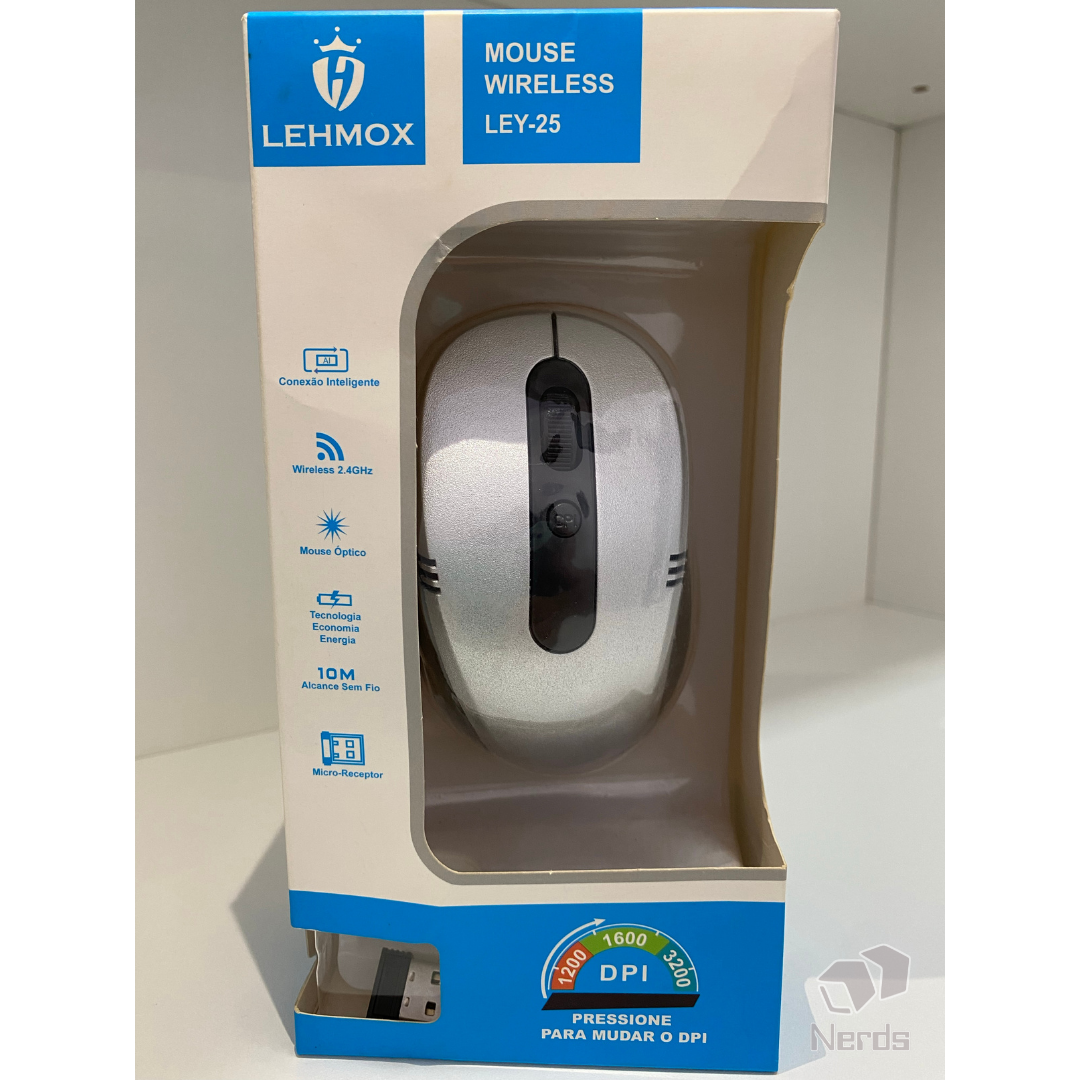 LEHMOX
MOUSE
WIRELESS
LEY-25
AI
Conexão Inteligente
Wireless 2.4GHz
Mouse Óptico
Tecnologia
Economia
Energia
10M
Alcance Sem Fio
Micro-Receptor
1200
1600
3200
DPI
PRESSIONE
PARA MUDAR O DPI
Nerds